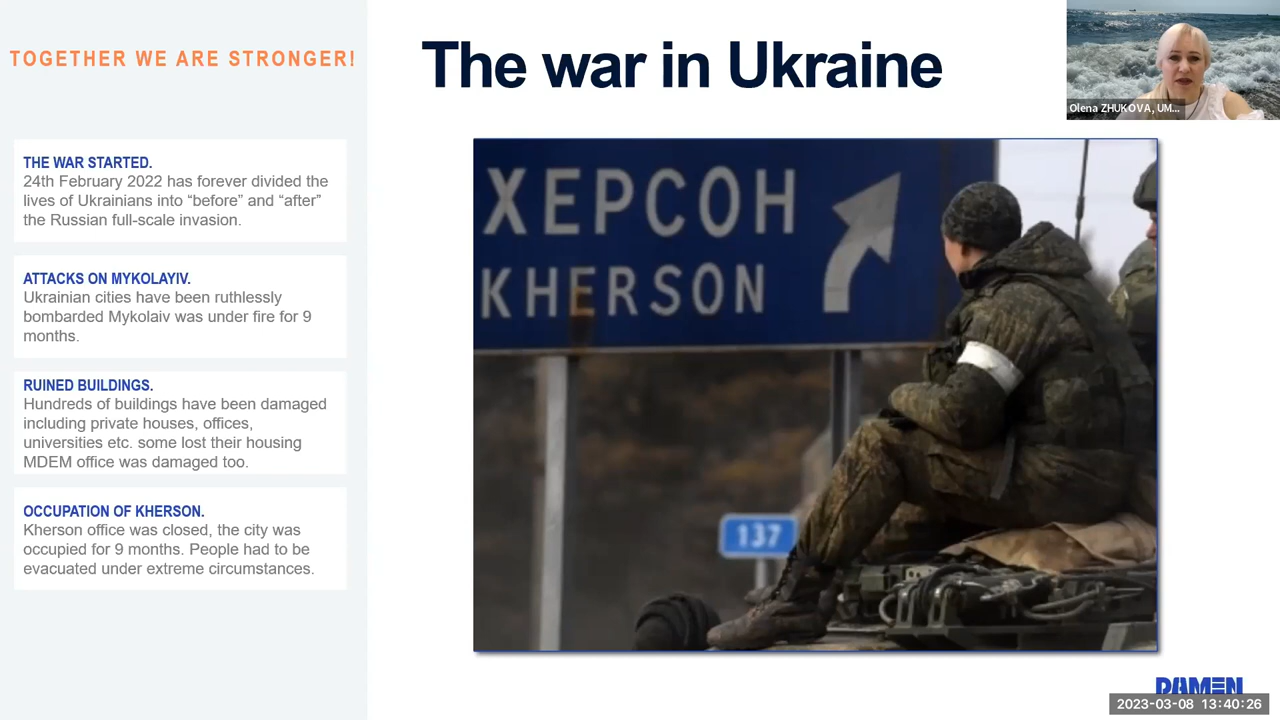 TOGETHER WE ARE STRONGER!
The war in Ukraine
Olena ZHUKOVA, UM...
THE WAR STARTED.
24th February 2022 has forever divided the
lives of Ukrainians into “before” and “after”
the Russian full-scale invasion.
ATTACKS ON MYKOLAYIV.
Ukrainian cities have been ruthlessly
bombarded Mykolaiv was under fire for 9
months.
RUINED BUILDINGS.
Hundreds of buildings have been damaged
including private houses, offices,
universities etc. some lost their housing
MDEM office was damaged too.
OCCUPATION OF KHERSON.
Kherson office was closed, the city was
occupied for 9 months. People had to be
evacuated under extreme circumstances.
ХЕРСОН
KHERSON
137
DAMEN
2023-03-08 13:40:26